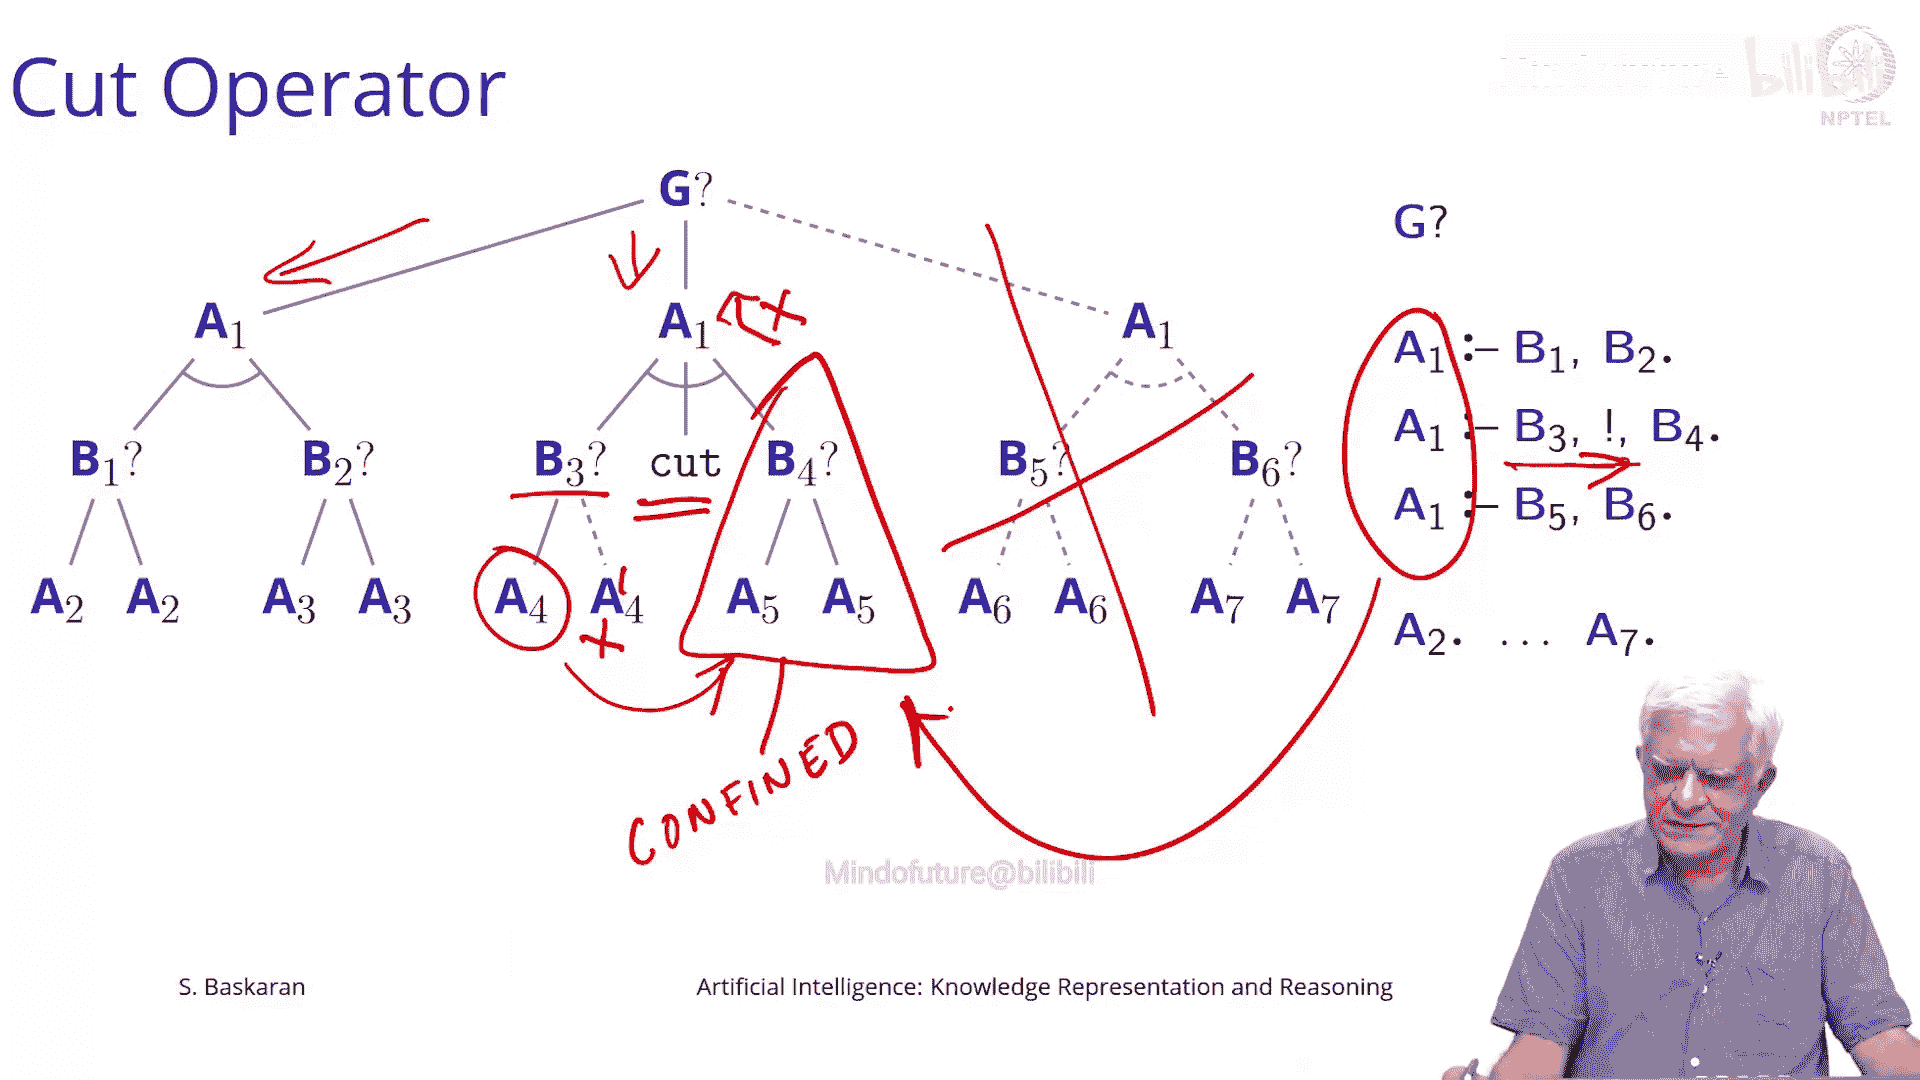 Cut Operator
NPTEL
bilibili
G?
G?
A₁ A₁ A₁
A₁ :– B₁, B₂.
A₁ :– B₃, !, B₄.
A₁ :– B₅, B₆.
B₁? B₂? B₃? cut B₄? B₅? B₆?
A₂ A₂ A₃ A₃ A₄ A'₄ A₅ A₅ A₆ A₆ A₇ A₇
A₂. ... A₇.
CONFINED
Mindofuture@bilibili
S. Baskaran
Artificial Intelligence: Knowledge Representation and Reasoning